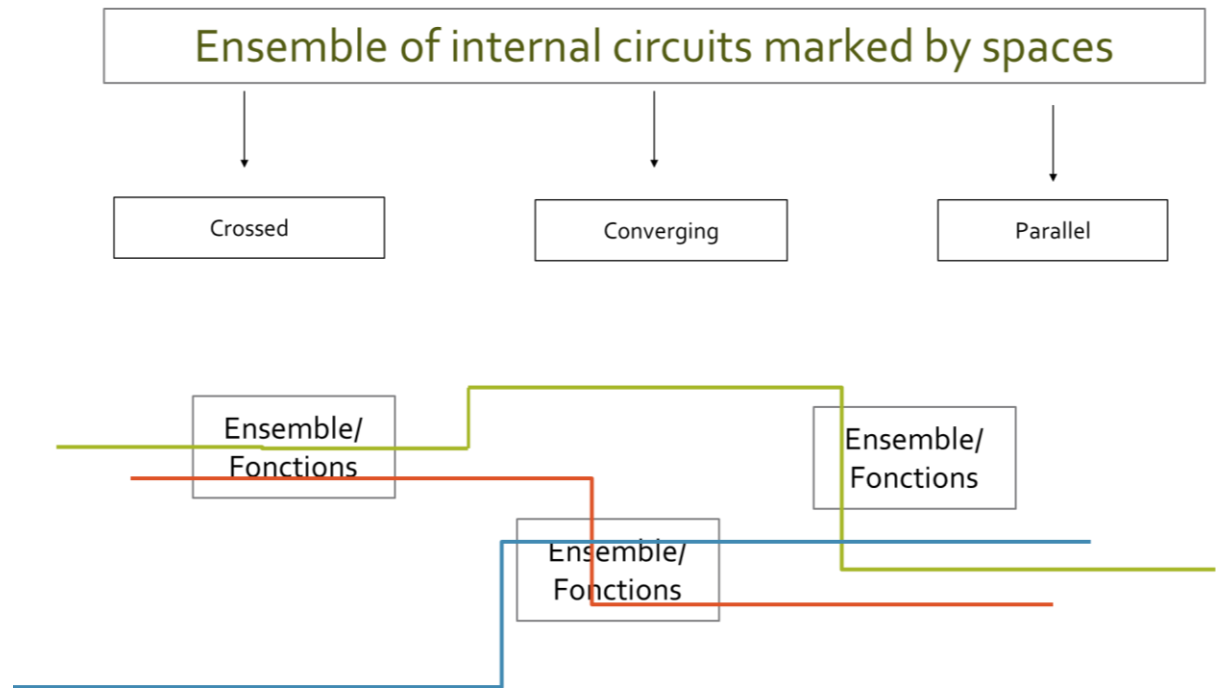 Ensemble of internal circuits marked by spaces
Crossed
Converging
Parallel
Ensemble/
Fonctions
Ensemble/
Fonctions
Ensemble/
Fonctions